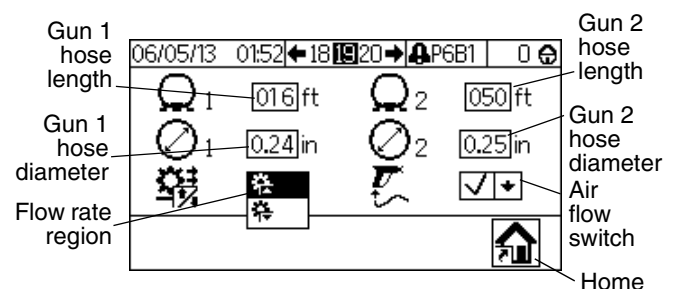 Gun 1
hose
length
Gun 2
hose
length
06/05/13 01:52 18 19 20 P6B1 0
1 016 ft 2 050 ft
Gun 1
hose
diameter
Gun 2
hose
diameter
1 0.24 in 2 0.25 in
Flow rate
region
Air
flow
switch
Home